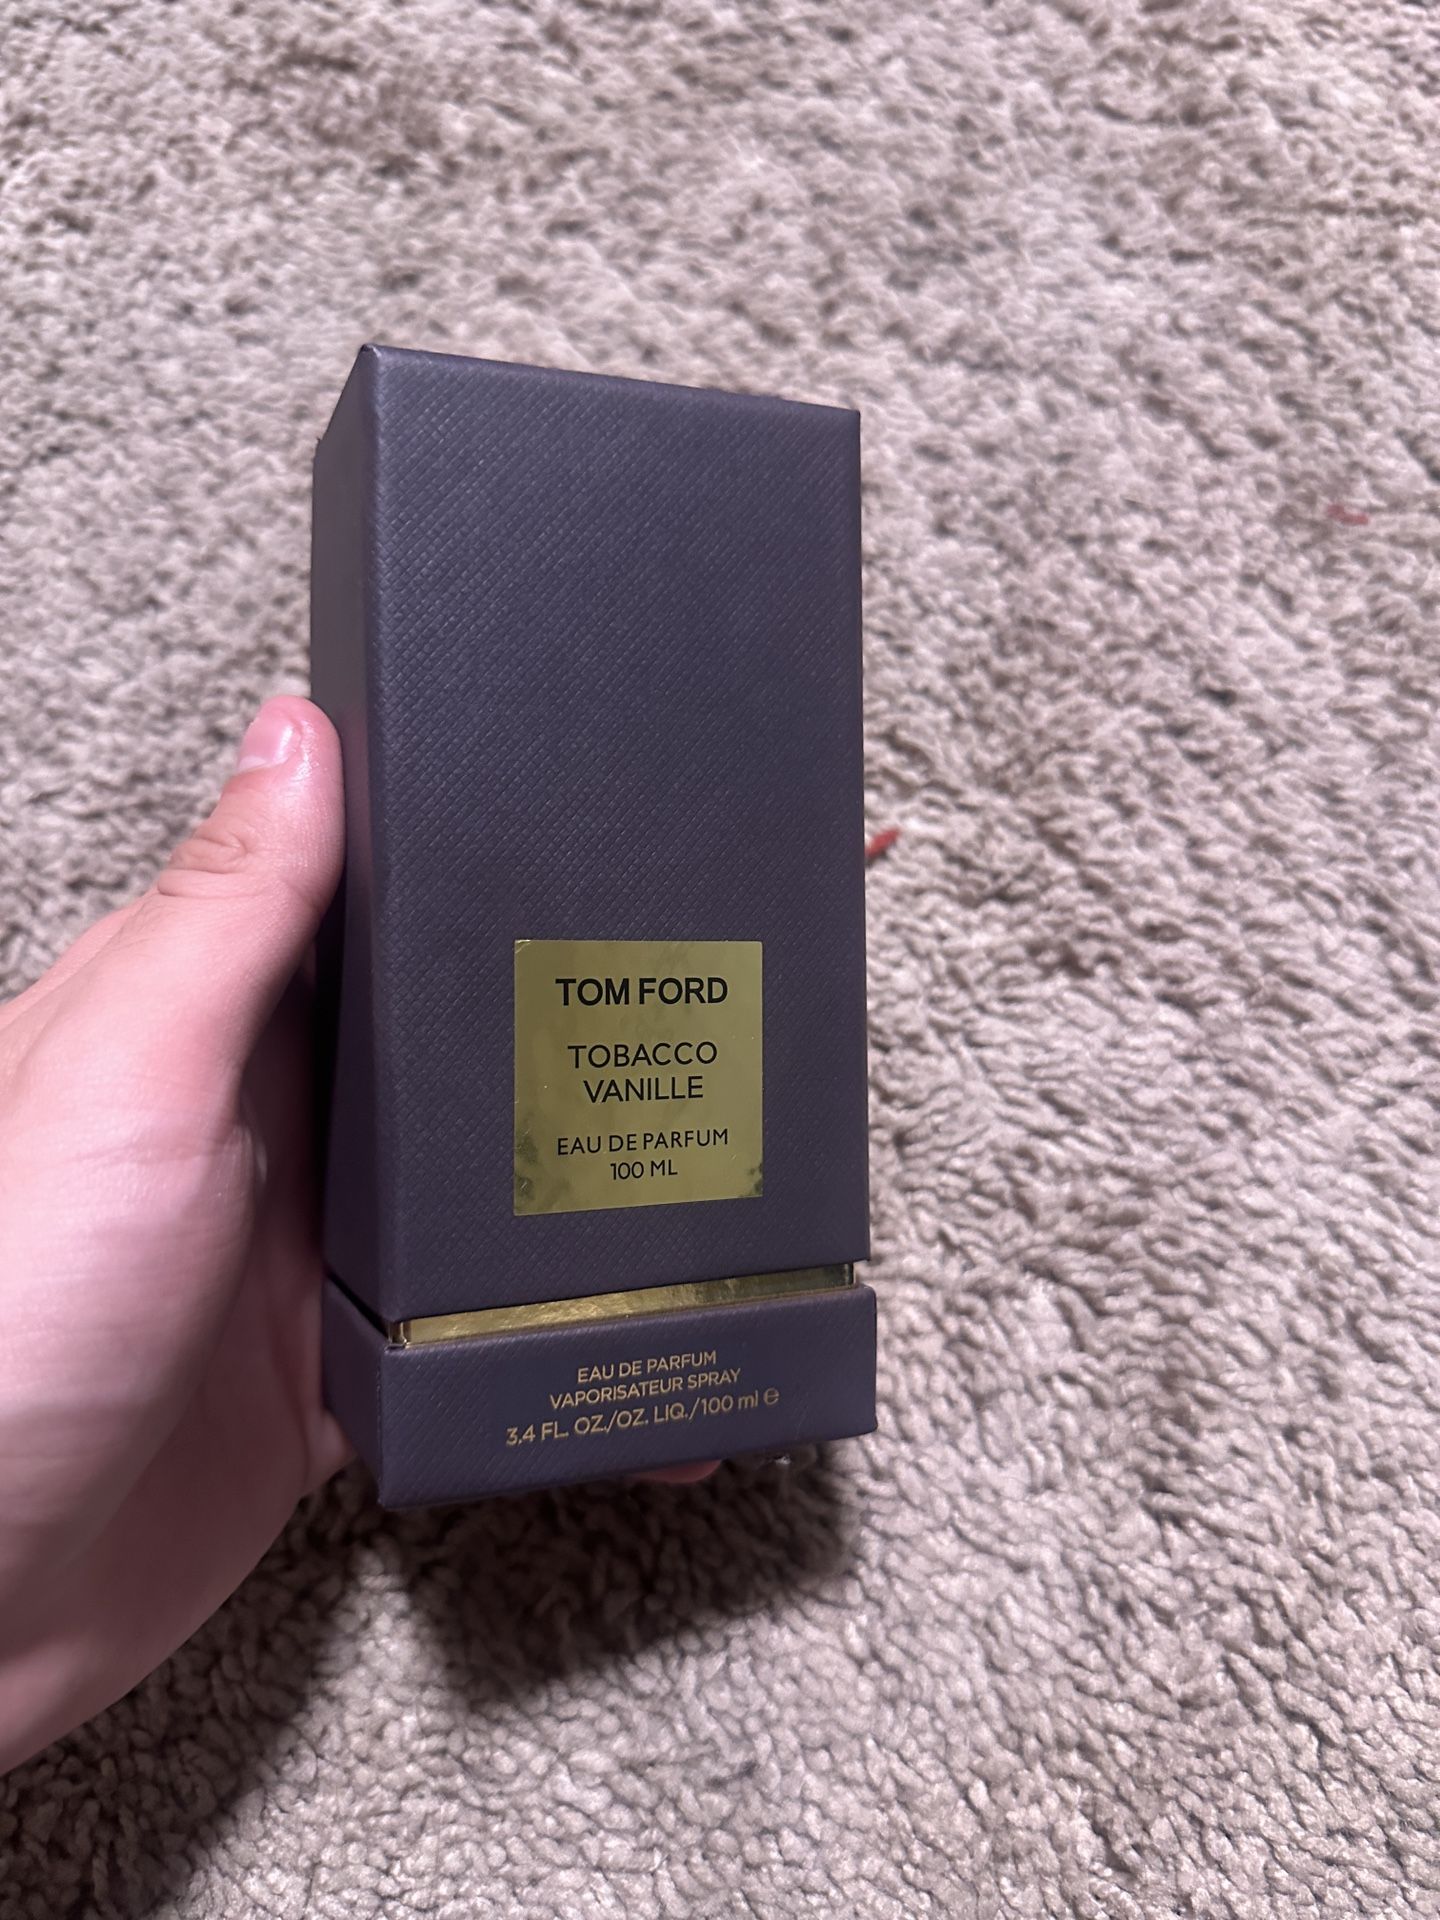 TOM FORD
TOBACCO
VANILLE
EAU DE PARFUM
100 ML
EAU DE PARFUM
VAPORISATEUR SPRAY
3.4 FL. OZ./OZ. LIQ./100 ml ℮